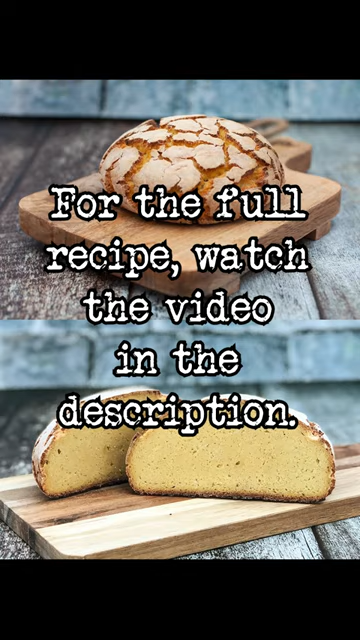 For the full
recipe, watch
the video
in the
description.